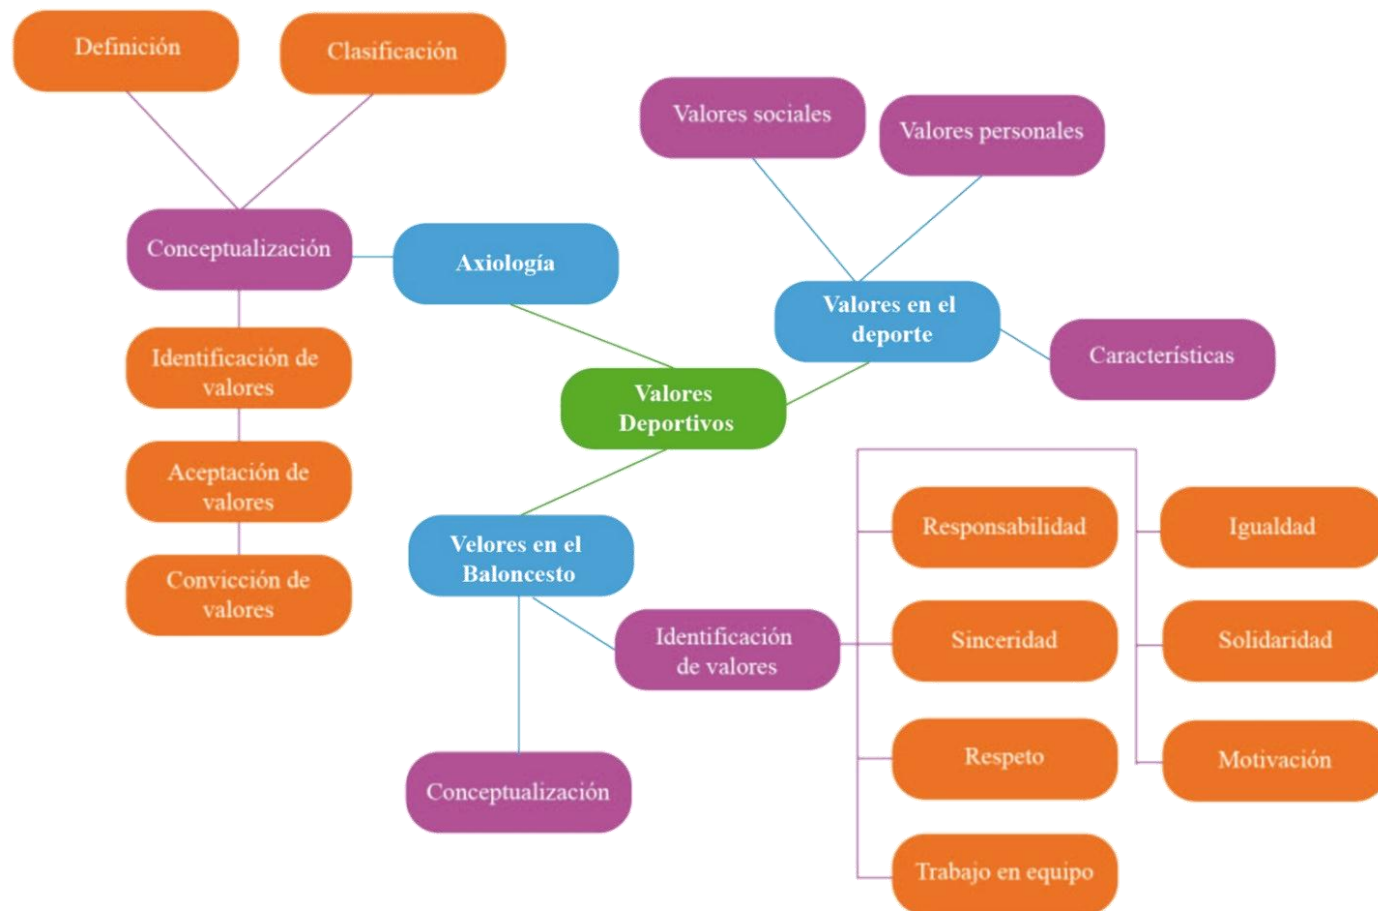 Definición
Clasificación
Valores sociales
Valores personales
Conceptualización
Axiología
Valores en el
deporte
Características
Identificación de
valores
Valores
Deportivos
Aceptación de
valores
Convicción de
valores
Velores en el
Baloncesto
Identificación
de valores
Conceptualización
Responsabilidad
Igualdad
Sinceridad
Solidaridad
Respeto
Motivación
Trabajo en equipo